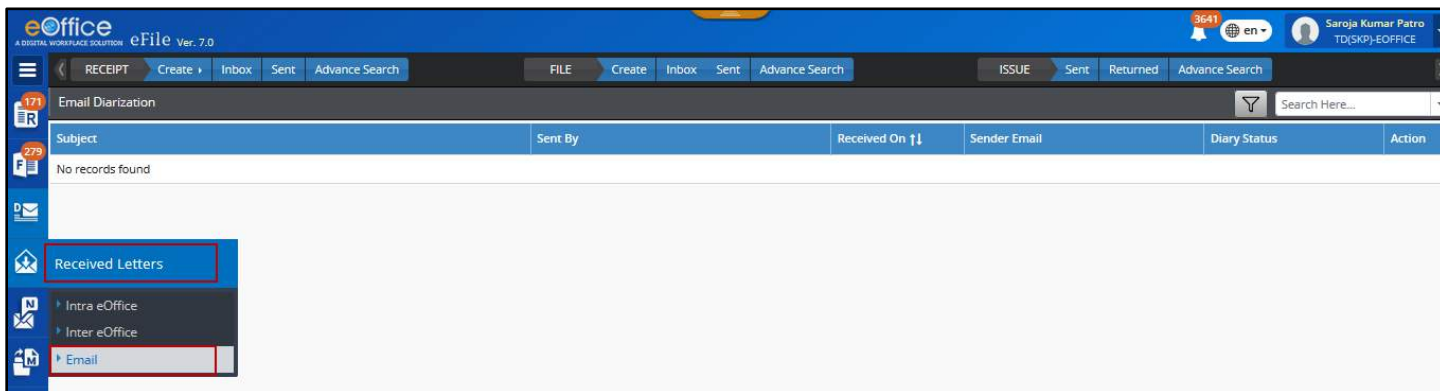 eOffice
A DIGITAL WORKPLACE SOLUTION eFile Ver. 7.0
3641
en
Saroja Kumar Patro
TD(SKP)-EOFFICE
RECEIPT Create Inbox Sent Advance Search FILE Create Inbox Sent Advance Search ISSUE Sent Returned Advance Search
171
R
Email Diarization Search Here...
Subject Sent By Received On Sender Email Diary Status Action
279
F
No records found
D
Received Letters
N
Intra eOffice
Inter eOffice
M
Email